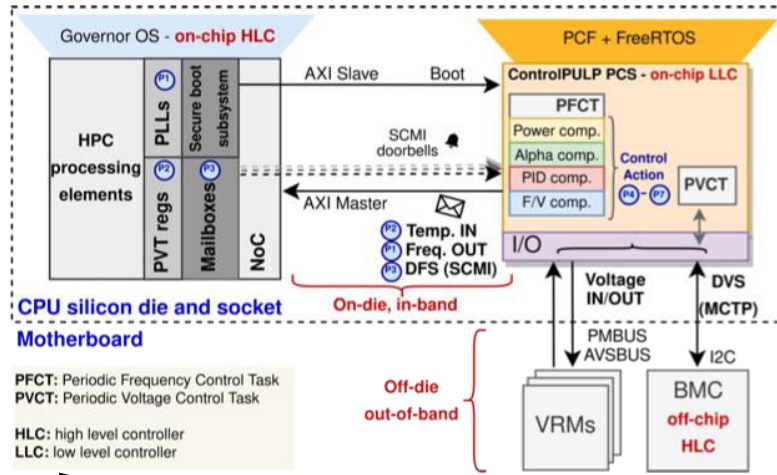 Governor OS - on-chip HLC
PCF + FreeRTOS
HPC
processing
elements
PLLs
P1
Secure boot
subsystem
PVT regs
P2
Mailboxes
P3
NoC
AXI Slave
Boot
SCMI
doorbells
AXI Master
P2 Temp. IN
P1 Freq. OUT
P3 DFS (SCMI)
ControlPULP PCS - on-chip LLC
PFCT
Power comp.
Alpha comp.
PID comp.
F/V comp.
Control
Action
P4 - P7
PVCT
I/O
CPU silicon die and socket
On-die, in-band
Voltage
IN/OUT
DVS
(MCTP)
Motherboard
PMBUS
AVSBUS
I2C
PFCT: Periodic Frequency Control Task
PVCT: Periodic Voltage Control Task
HLC: high level controller
LLC: low level controller
Off-die
out-of-band
VRMs
BMC
off-chip
HLC